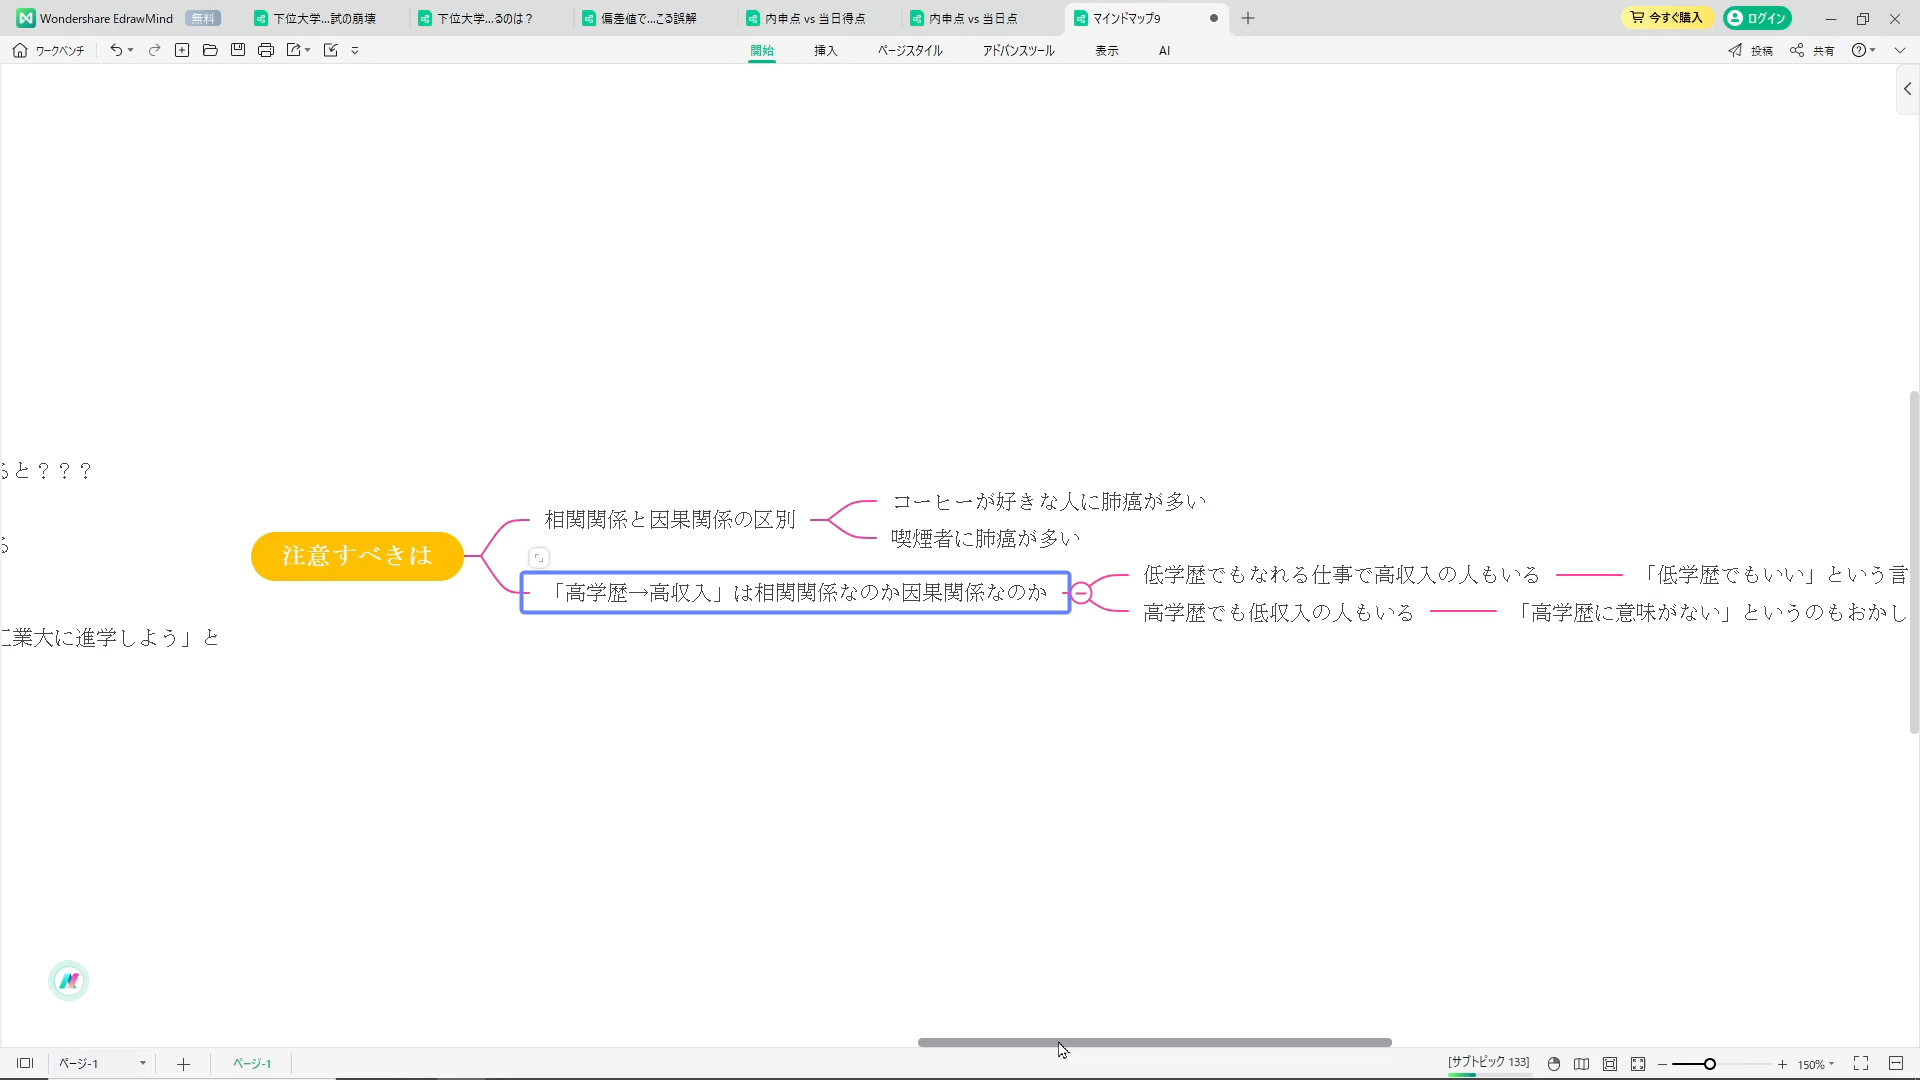 Wondershare EdrawMind 無料 下位大学...試の崩壊 下位大学...るのは？ 偏差値で...こる誤解 内申点 vs 当日得点 内申点 vs 当日点 マインドマップ9 今すぐ購入 ログイン
ワークベンチ 開始 挿入 ページスタイル アドバンスツール 表示 AI 投稿 共有
ると？？？
コーヒーが好きな人に肺癌が多い
相関関係と因果関係の区別
喫煙者に肺癌が多い
る
注意すべきは
低学歴でもなれる仕事で高収入の人もいる 「低学歴でもいい」という言
「高学歴→高収入」は相関関係なのか因果関係なのか
高学歴でも低収入の人もいる 「高学歴に意味がない」というのもおかし
工業大に進学しよう」と
ページ-1 ページ-1 [サブトピック 133] 150%